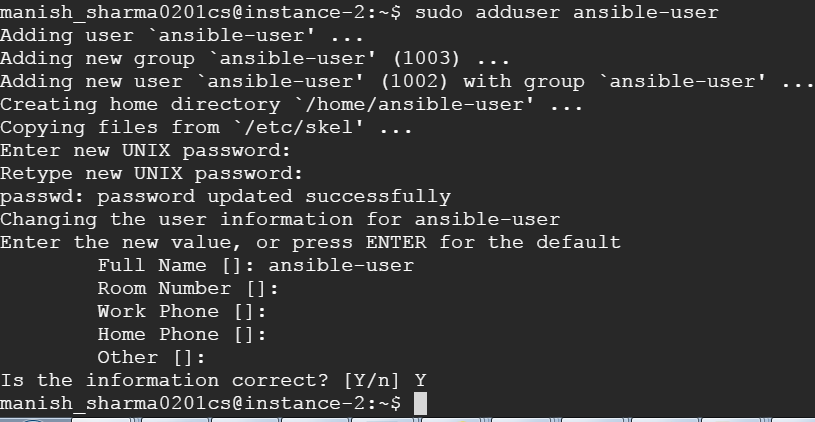 manish_sharma0201cs@instance-2:~$ sudo adduser ansible-user
Adding user `ansible-user' ...
Adding new group `ansible-user' (1003) ...
Adding new user `ansible-user' (1002) with group `ansible-user' ...
Creating home directory `/home/ansible-user' ...
Copying files from `/etc/skel' ...
Enter new UNIX password:
Retype new UNIX password:
passwd: password updated successfully
Changing the user information for ansible-user
Enter the new value, or press ENTER for the default
        Full Name []: ansible-user
        Room Number []:
        Work Phone []:
        Home Phone []:
        Other []:
Is the information correct? [Y/n] Y
manish_sharma0201cs@instance-2:~$